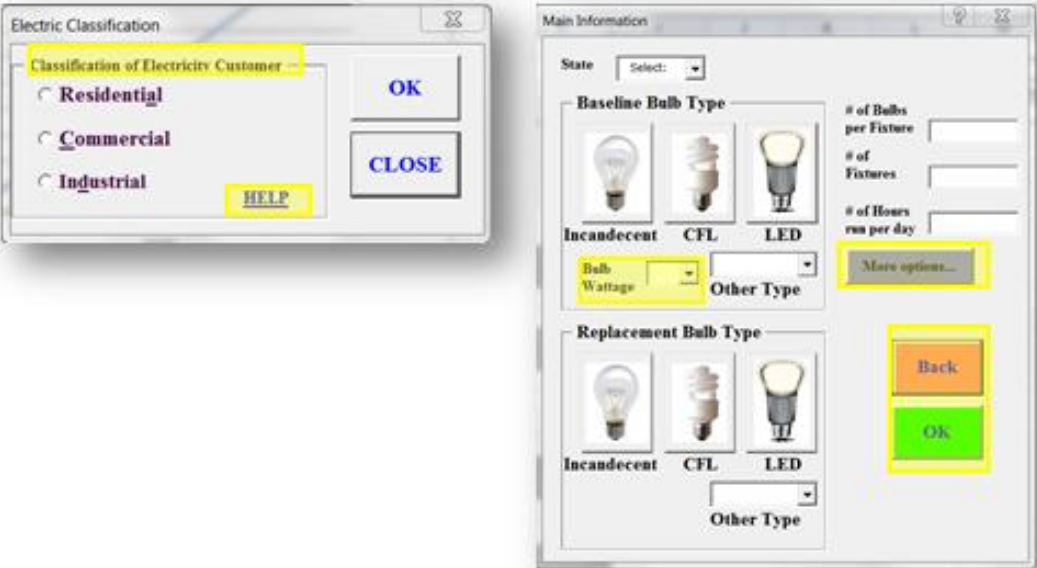 Electric Classification
Classification of Electricity Customer
Residential
Commercial
Industrial
HELP
OK
CLOSE
Main Information
State Select:
Baseline Bulb Type
Incandecent CFL LED
Bulb
Wattage
Other Type
# of Bulbs
per Fixture
# of
Fixtures
# of Hours
run per day
More options...
Replacement Bulb Type
Incandecent CFL LED
Other Type
Back
OK